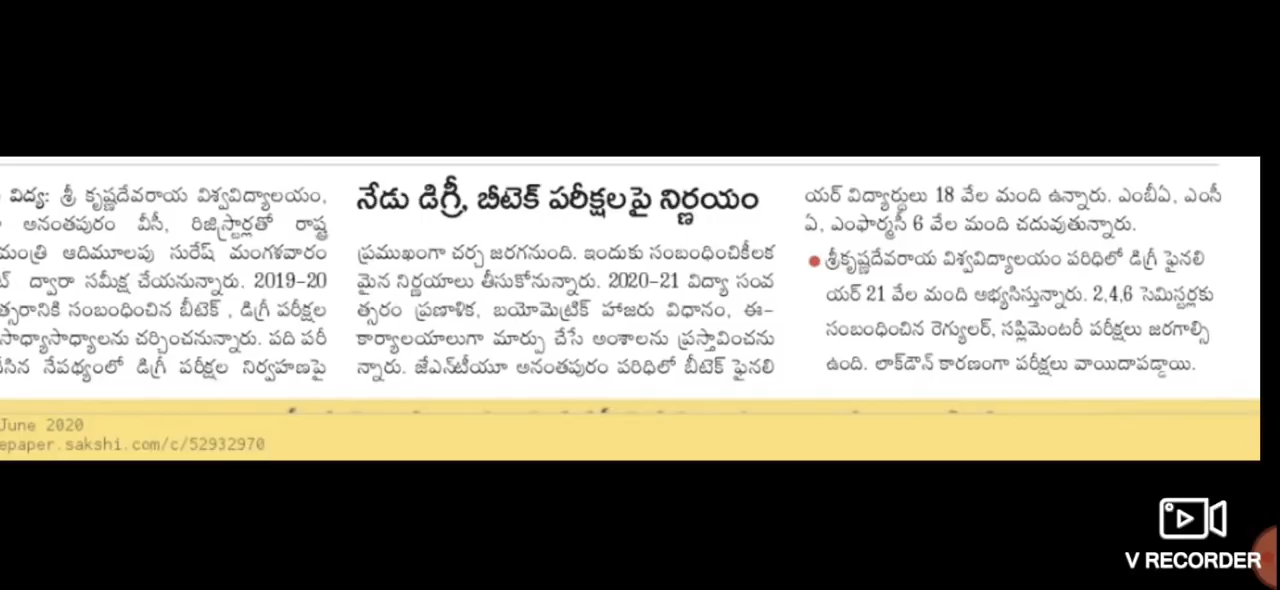 విద్య: శ్రీ కృష్ణదేవరాయ విశ్వవిద్యాలయం,
అనంతపురం వీసీ, రిజిస్ట్రార్లతో రాష్ట్ర
మంత్రి ఆదిమూలపు సురేష్ మంగళవారం
ద్వారా సమీక్ష చేయనున్నారు. 2019-20
త్సరానికి సంబంధించిన బీటెక్ , డిగ్రీ పరీక్షల
సాధ్యాసాధ్యాలను చర్చించనున్నారు. పది పరీ
నేపథ్యంలో డిగ్రీ పరీక్షల నిర్వహణపై
నేడు డిగ్రీ, బీటెక్ పరీక్షలపై నిర్ణయం
ప్రముఖంగా చర్చ జరగనుంది. ఇందుకు సంబంధించికీలక
మైన నిర్ణయాలు తీసుకోనున్నారు. 2020-21 విద్యా సంవ
త్సరం ప్రణాళిక, బయోమెట్రిక్ హాజరు విధానం, ఈ-
కార్యాలయాలుగా మార్పు చేసే అంశాలను ప్రస్తావించను
న్నారు. జేఎన్‌టీయూ అనంతపురం పరిధిలో బీటెక్ ఫైనలి
యర్ విద్యార్థులు 18 వేల మంది ఉన్నారు. ఎంబీఏ, ఎంసీ
ఏ, ఎంఫార్మసీ 6 వేల మంది చదువుతున్నారు.
● శ్రీకృష్ణదేవరాయ విశ్వవిద్యాలయం పరిధిలో డిగ్రీ ఫైనలి
యర్ 21 వేల మంది అభ్యసిస్తున్నారు. 2,4,6 సెమిస్టర్లకు
సంబంధించిన రెగ్యులర్, సప్లిమెంటరీ పరీక్షలు జరగాల్సి
ఉంది. లాక్‌డౌన్ కారణంగా పరీక్షలు వాయిదాపడ్డాయి.
June 2020
epaper.sakshi.com/c/52932970
V RECORDER